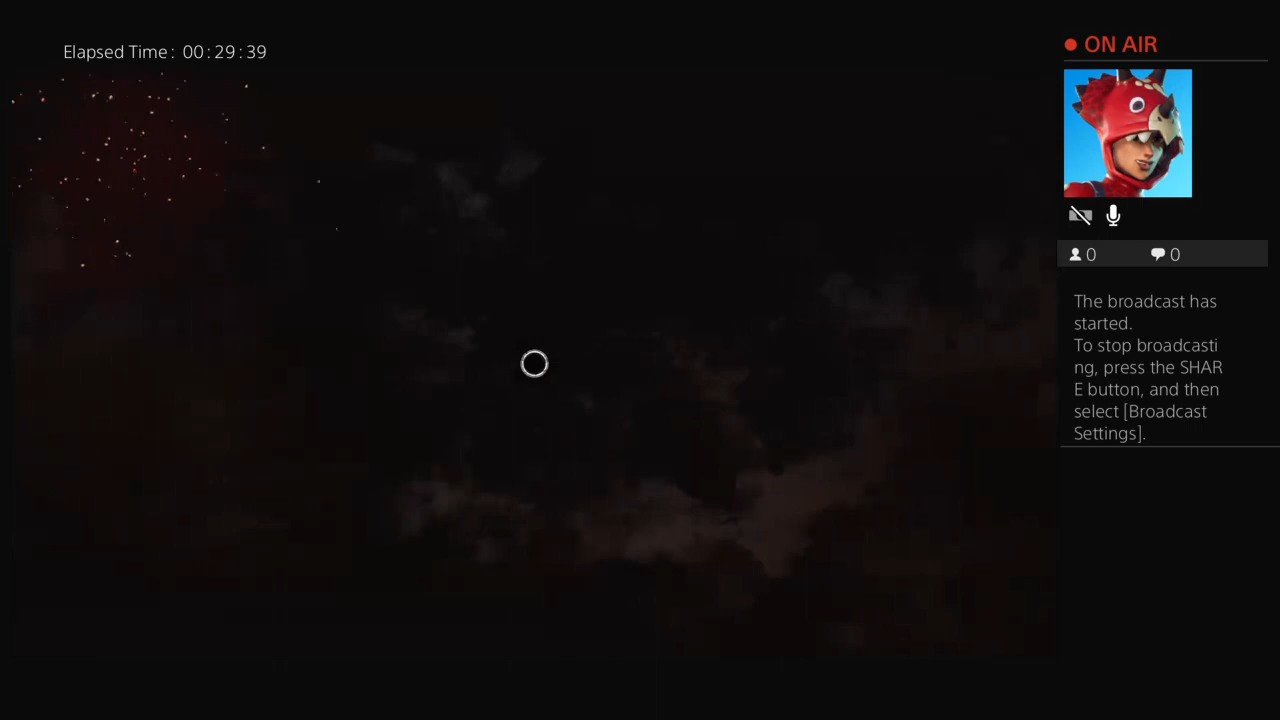 Elapsed Time: 00:29:39
ON AIR
0 0
The broadcast has
started.
To stop broadcasti
ng, press the SHAR
E button, and then
select [Broadcast
Settings].